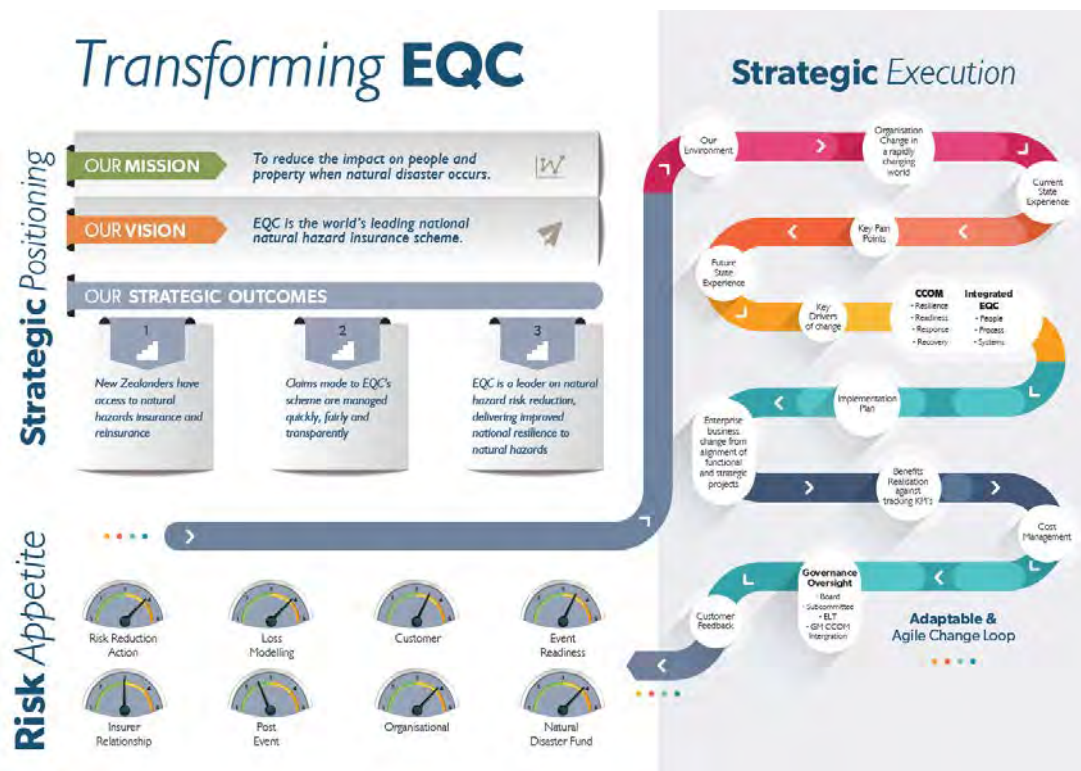 Transforming EQC
Strategic Positioning
OUR MISSION
To reduce the impact on people and
property when natural disaster occurs.
OUR VISION
EQC is the world's leading national
natural hazard insurance scheme.
OUR STRATEGIC OUTCOMES
1
New Zealanders have
access to natural
hazards insurance and
reinsurance
2
Claims made to EQC's
scheme are managed
quickly, fairly and
transparently
3
EQC is a leader on natural
hazard risk reduction,
delivering improved
national resilience to
natural hazards
Risk Appetite
Risk Reduction
Action
Loss
Modelling
Customer
Event
Readiness
Insurer
Relationship
Post
Event
Organisational
Natural
Disaster Fund
Strategic Execution
Our
Environment
Organisation
Change in
a rapidly
changing
world
Current
State
Experience
Key Pain
Points
Future
State
Experience
Key
Drivers
of change
CCOM
- Resilience
- Readiness
- Response
- Recovery
Integrated
EQC
- People
- Process
- Systems
Implementation
Plan
Enterprise
business
change from
alignment of
functional
and strategic
projects
Benefits
Realisation
against
tracking KPI's
Cost
Management
Governance
Oversight
- Board
- Subcommittee
- ELT
- GM CCOM
Intergration
Customer
Feedback
Adaptable &
Agile Change Loop